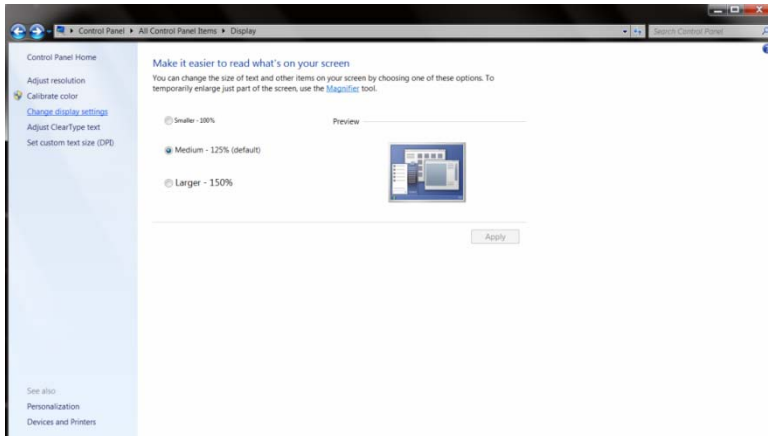 Control Panel ▸ All Control Panel Items ▸ Display
Search Control Panel
Control Panel Home
Adjust resolution
Calibrate color
Change display settings
Adjust ClearType text
Set custom text size (DPI)
See also
Personalization
Devices and Printers
Make it easier to read what's on your screen
You can change the size of text and other items on your screen by choosing one of these options. To
temporarily enlarge just part of the screen, use the Magnifier tool.
Smaller - 100%
Preview
Medium - 125% (default)
Larger - 150%
Apply